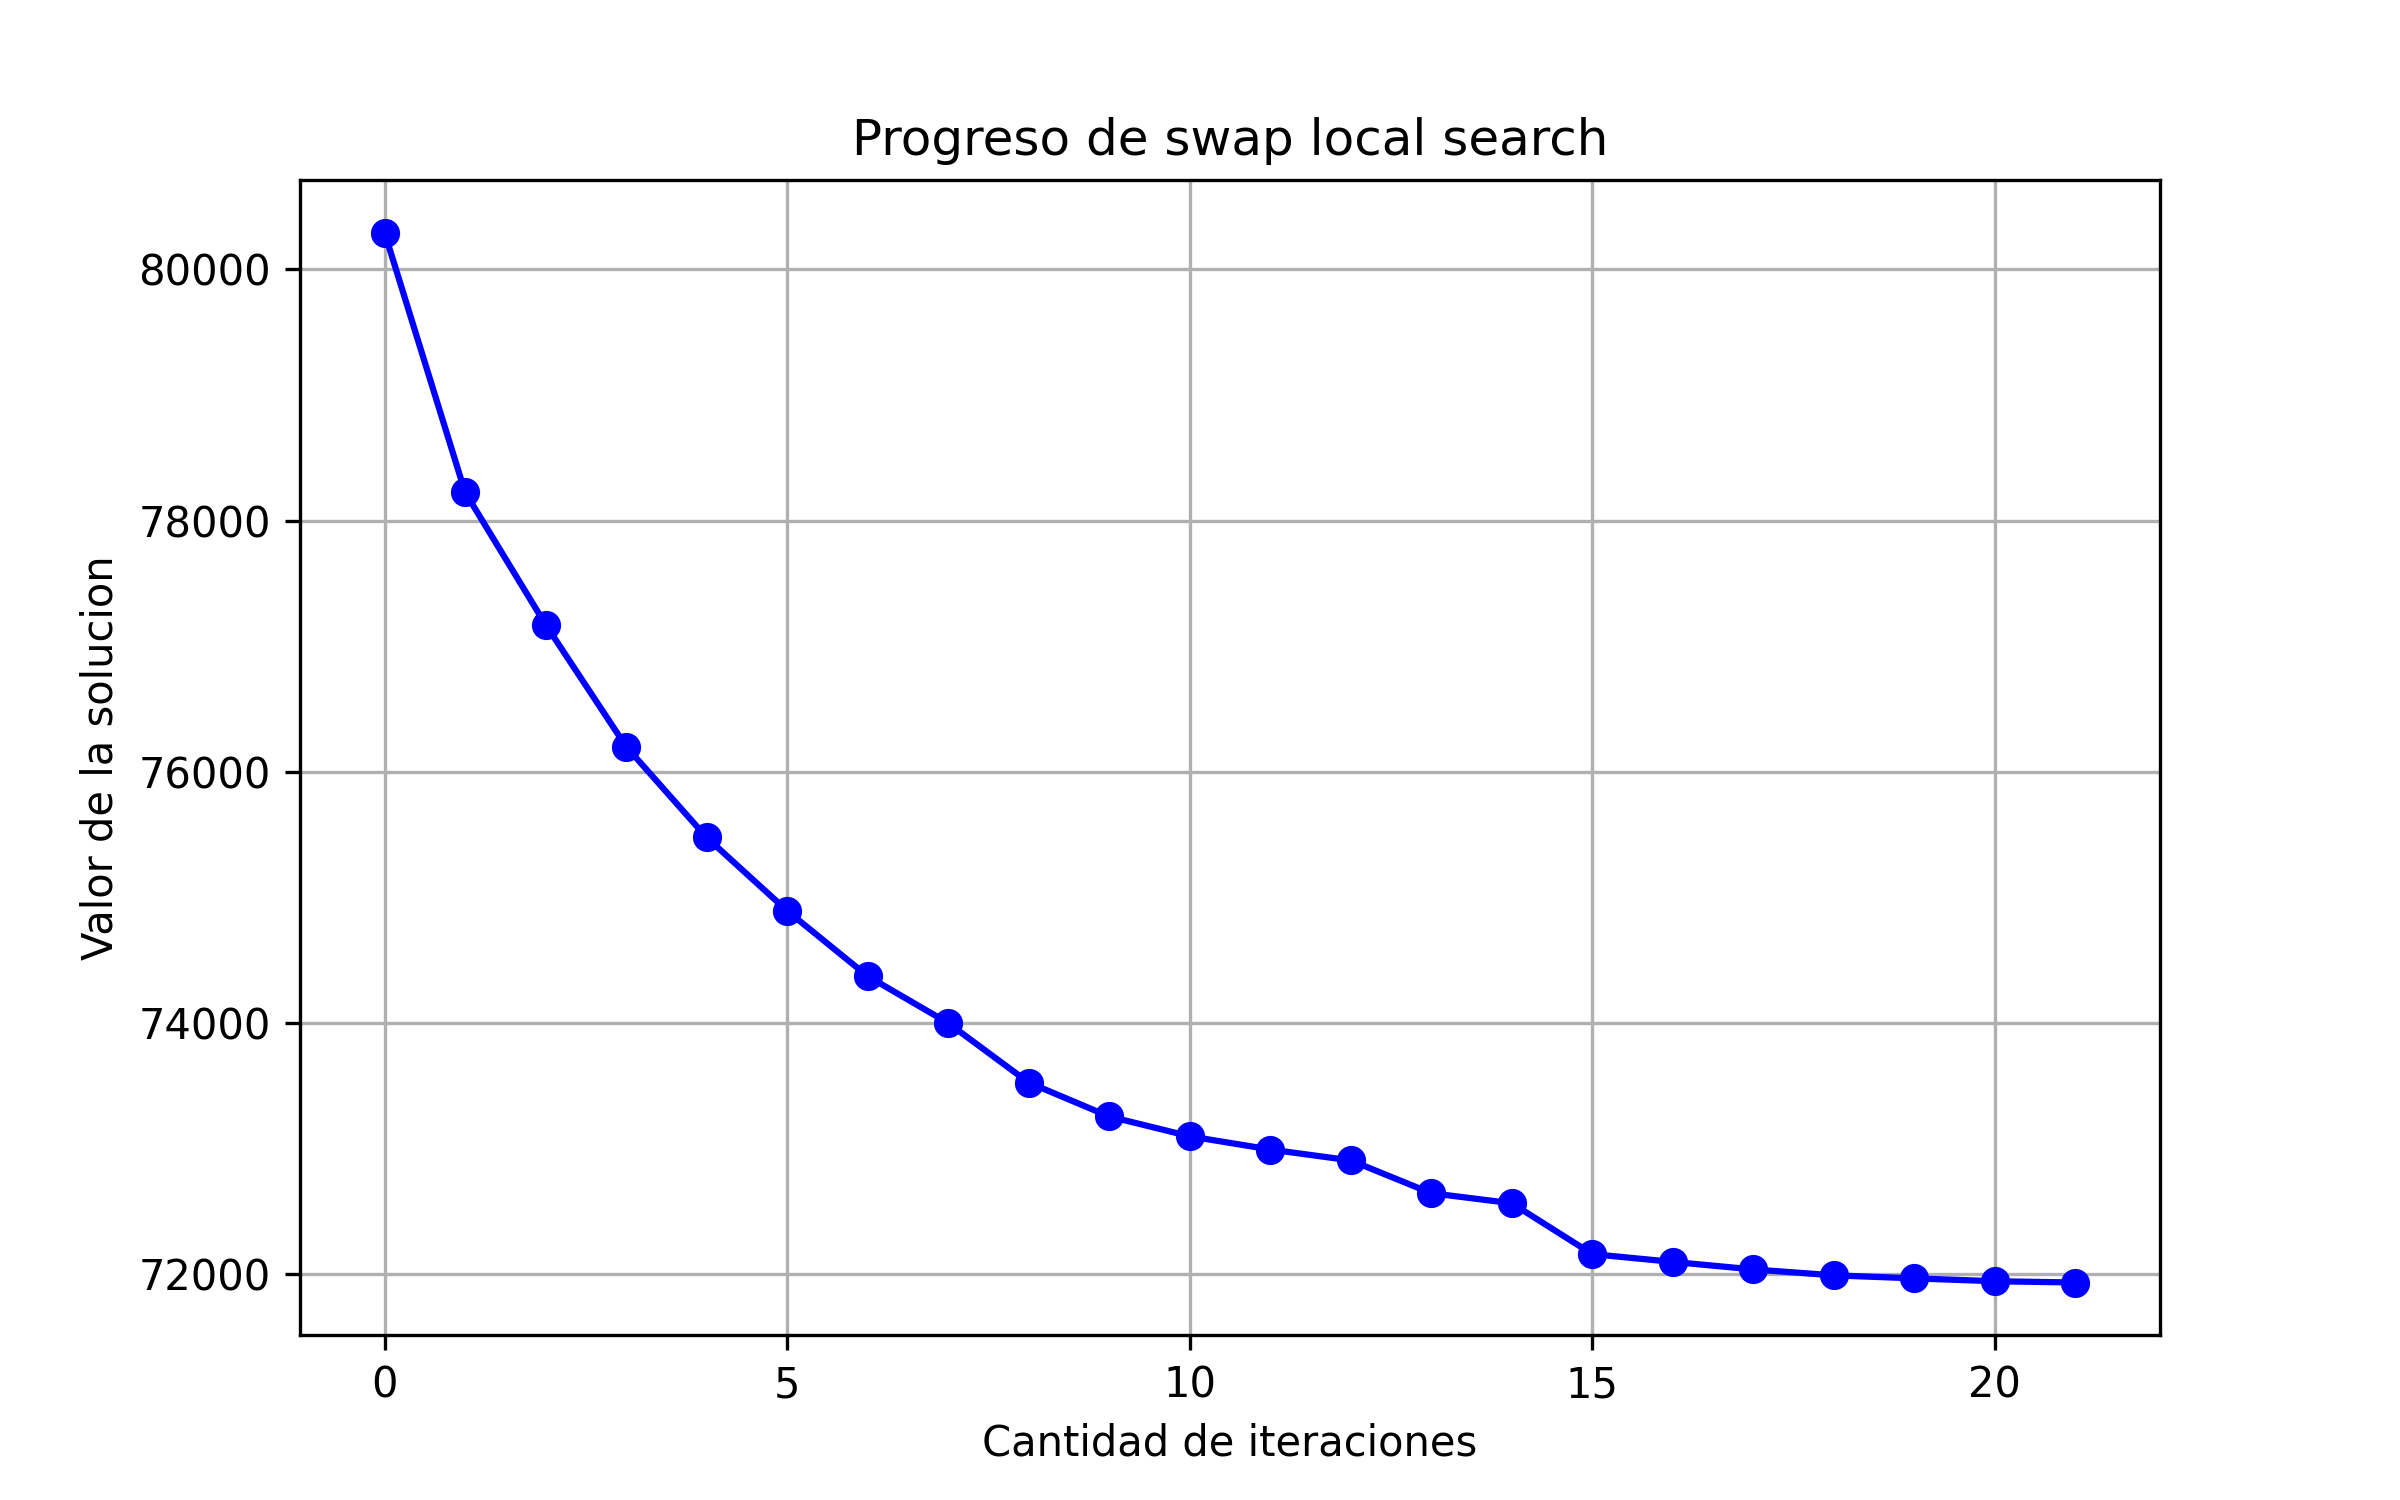 Progreso de swap local search
Valor de la solucion
80000
78000
76000
74000
72000
0 5 10 15 20
Cantidad de iteraciones